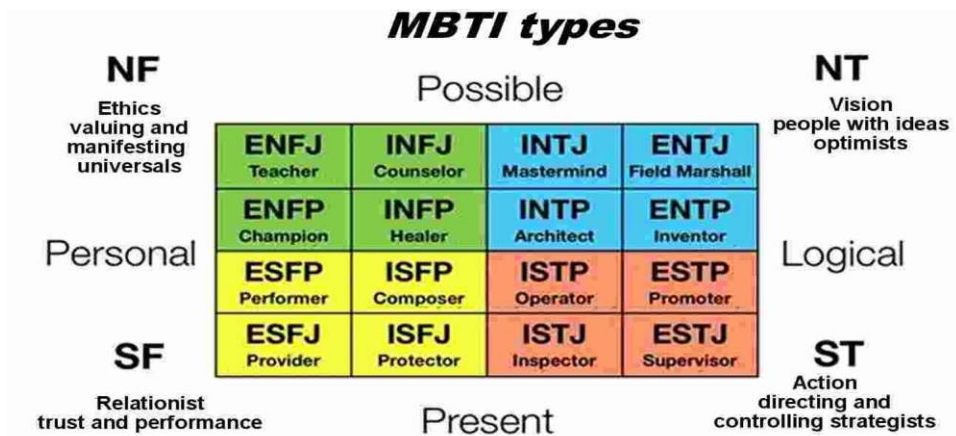 MBTI types
NF
Ethics
valuing and
manifesting
universals
Possible
NT
Vision
people with ideas
optimists
ENFJ
Teacher
INFJ
Counselor
INTJ
Mastermind
ENTJ
Field Marshall
ENFP
Champion
INFP
Healer
INTP
Architect
ENTP
Inventor
Personal
Logical
ESFP
Performer
ISFP
Composer
ISTP
Operator
ESTP
Promoter
ESFJ
Provider
ISFJ
Protector
ISTJ
Inspector
ESTJ
Supervisor
SF
Relationist
trust and performance
Present
ST
Action
directing and
controlling strategists